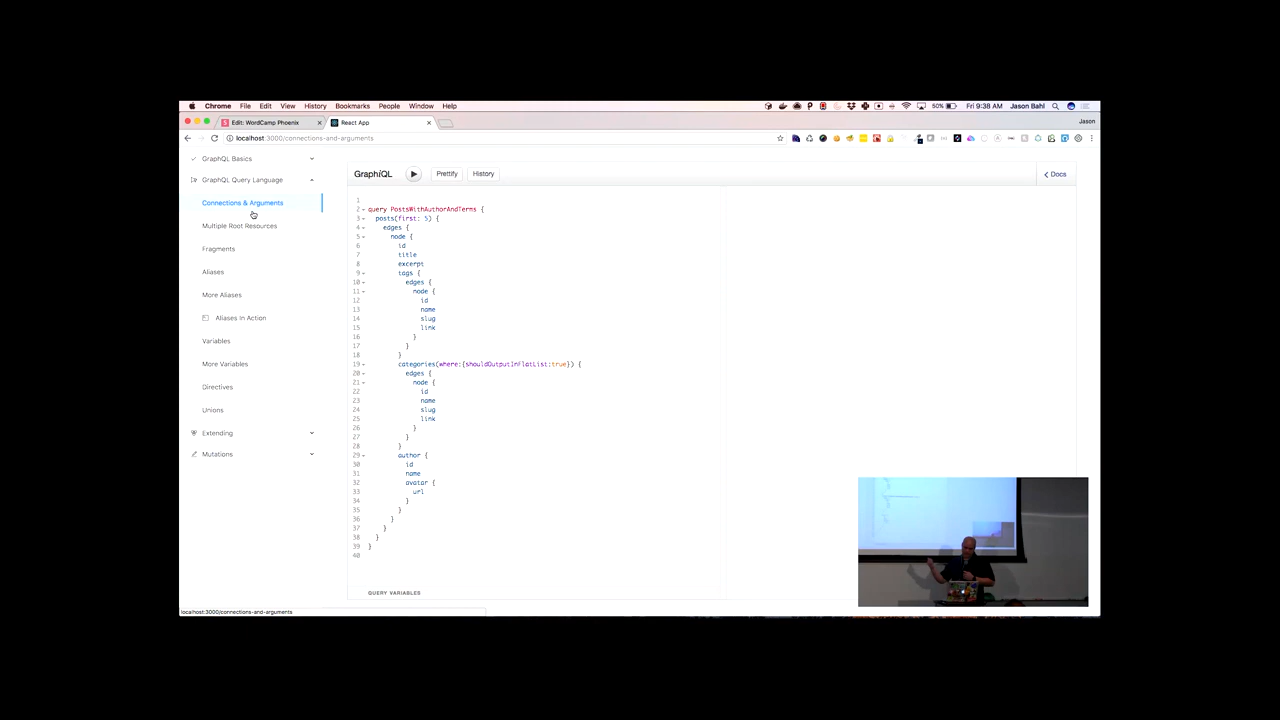 Chrome File Edit View History Bookmarks People Window Help 50% Fri 9:38 AM Jason Bahl
Edit: WordCamp Phoenix React App Jason
localhost:3000/connections-and-arguments
GraphQL Basics
GraphQL Query Language
Connections & Arguments
Multiple Root Resources
Fragments
Aliases
More Aliases
Aliases In Action
Variables
More Variables
Directives
Unions
Extending
Mutations
GraphiQL Prettify History Docs
1
2 query PostsWithAuthorAndTerms {
3 posts(first: 5) {
4 edges {
5 node {
6 id
7 title
8 excerpt
9 tags {
10 edges {
11 node {
12 id
13 name
14 slug
15 link
16 }
17 }
18 }
19 categories(where:{shouldOutputInFlatList:true}) {
20 edges {
21 node {
22 id
23 name
24 slug
25 link
26 }
27 }
28 }
29 author {
30 id
31 name
32 avatar {
33 url
34 }
35 }
36 }
37 }
38 }
39 }
40
QUERY VARIABLES
localhost:3000/connections-and-arguments